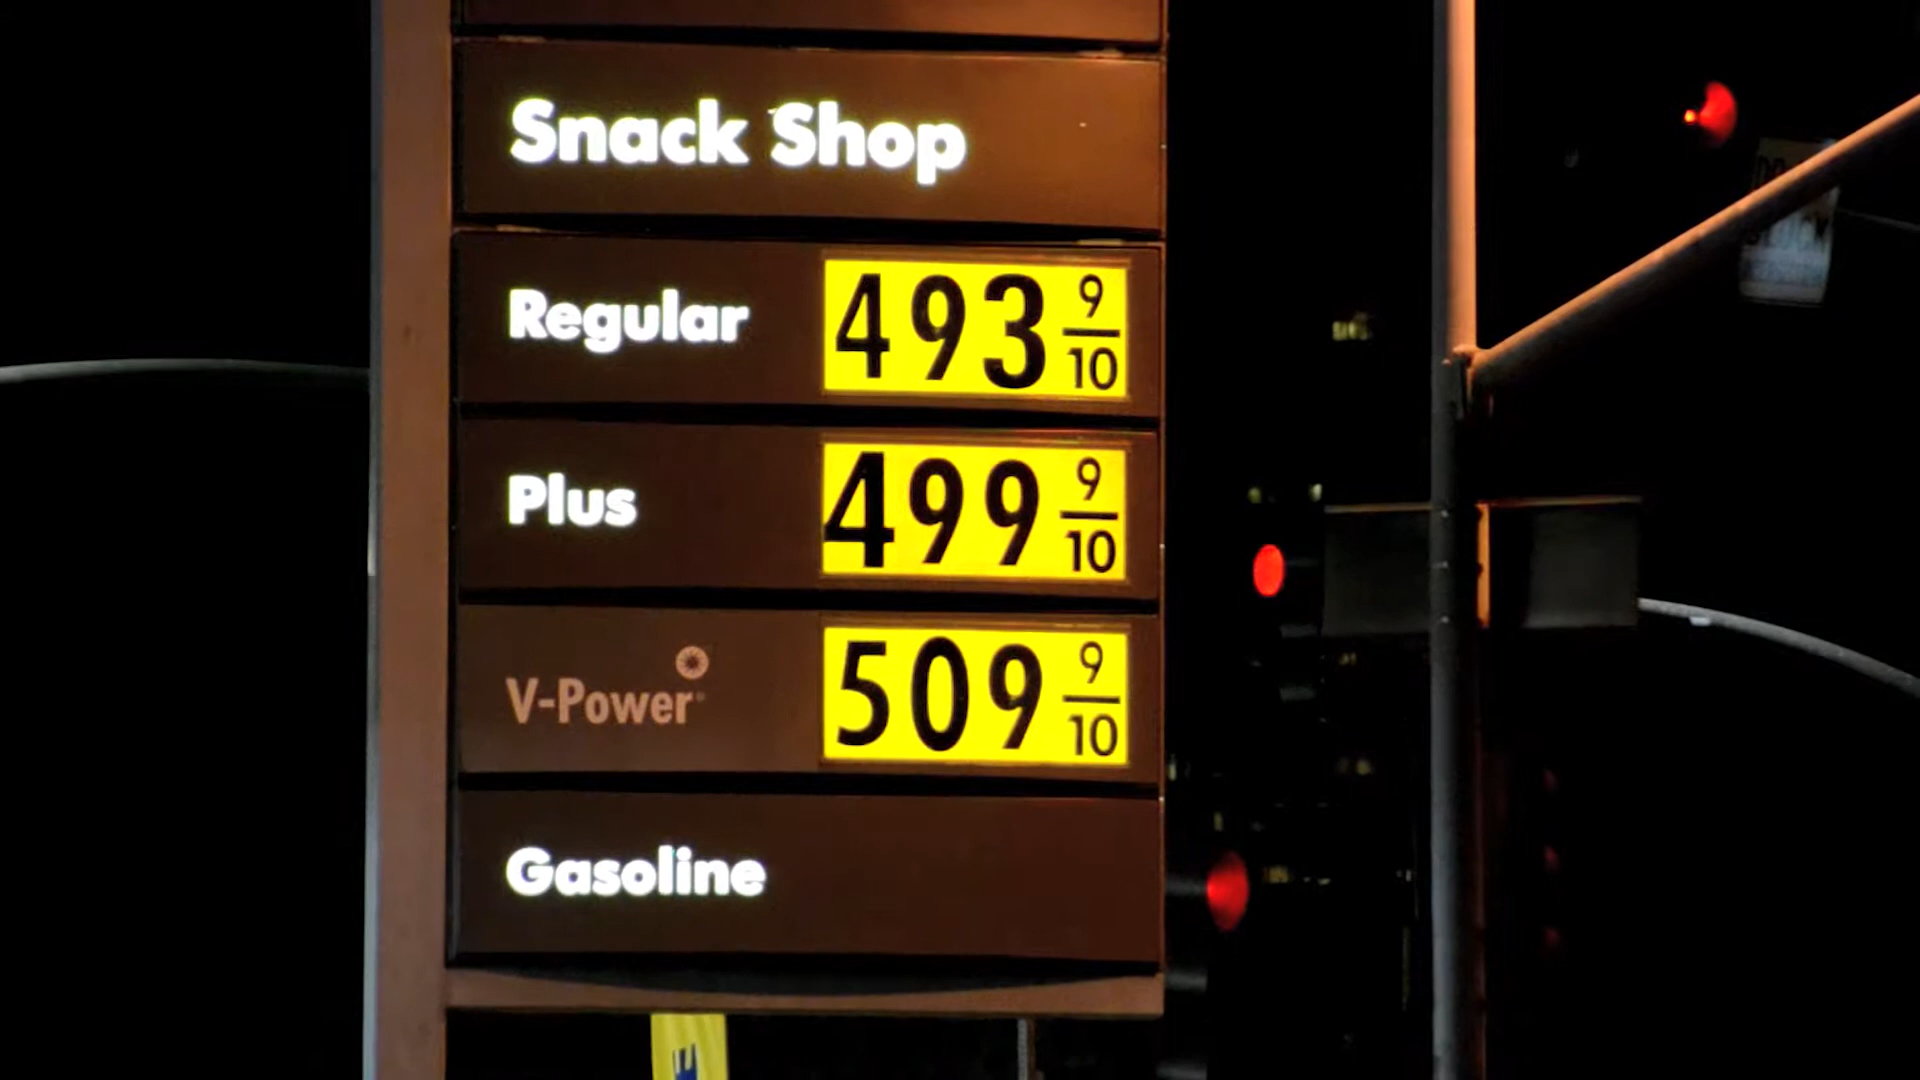 Snack Shop
Regular 493 9/10
Plus 499 9/10
V-Power 509 9/10
Gasoline